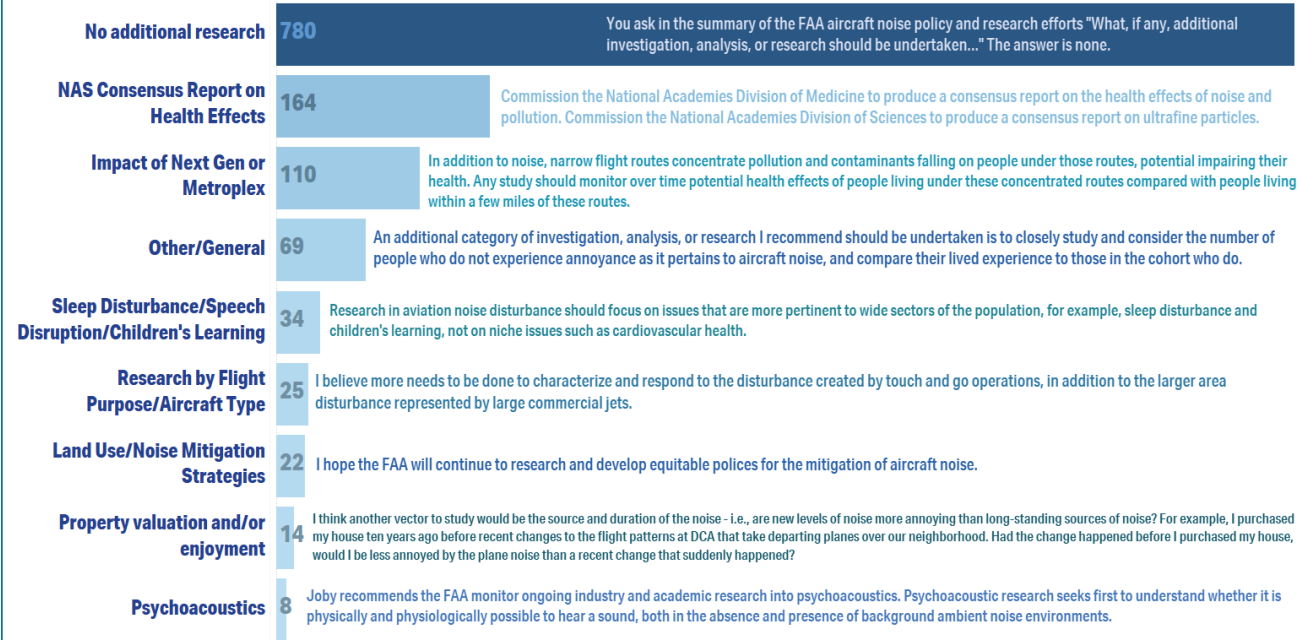 No additional research
780
You ask in the summary of the FAA aircraft noise policy and research efforts "What, if any, additional
investigation, analysis, or research should be undertaken..." The answer is none.
NAS Consensus Report on
Health Effects
164
Commission the National Academies Division of Medicine to produce a consensus report on the health effects of noise and
pollution. Commission the National Academies Division of Sciences to produce a consensus report on ultrafine particles.
Impact of Next Gen or
Metroplex
110
In addition to noise, narrow flight routes concentrate pollution and contaminants falling on people under those routes, potential impairing their
health. Any study should monitor over time potential health effects of people living under these concentrated routes compared with people living
within a few miles of these routes.
Other/General
69
An additional category of investigation, analysis, or research I recommend should be undertaken is to closely study and consider the number of
people who do not experience annoyance as it pertains to aircraft noise, and compare their lived experience to those in the cohort who do.
Sleep Disturbance/Speech
Disruption/Children's Learning
34
Research in aviation noise disturbance should focus on issues that are more pertinent to wide sectors of the population, for example, sleep disturbance and
children's learning, not on niche issues such as cardiovascular health.
Research by Flight
Purpose/Aircraft Type
25
I believe more needs to be done to characterize and respond to the disturbance created by touch and go operations, in addition to the larger area
disturbance represented by large commercial jets.
Land Use/Noise Mitigation
Strategies
22
I hope the FAA will continue to research and develop equitable polices for the mitigation of aircraft noise.
Property valuation and/or
enjoyment
14
I think another vector to study would be the source and duration of the noise - i.e., are new levels of noise more annoying than long-standing sources of noise? For example, I purchased
my house ten years ago before recent changes to the flight patterns at DCA that take departing planes over our neighborhood. Had the change happened before I purchased my house,
would I be less annoyed by the plane noise than a recent change that suddenly happened?
Psychoacoustics
8
Joby recommends the FAA monitor ongoing industry and academic research into psychoacoustics. Psychoacoustic research seeks first to understand whether it is
physically and physiologically possible to hear a sound, both in the absence and presence of background ambient noise environments.